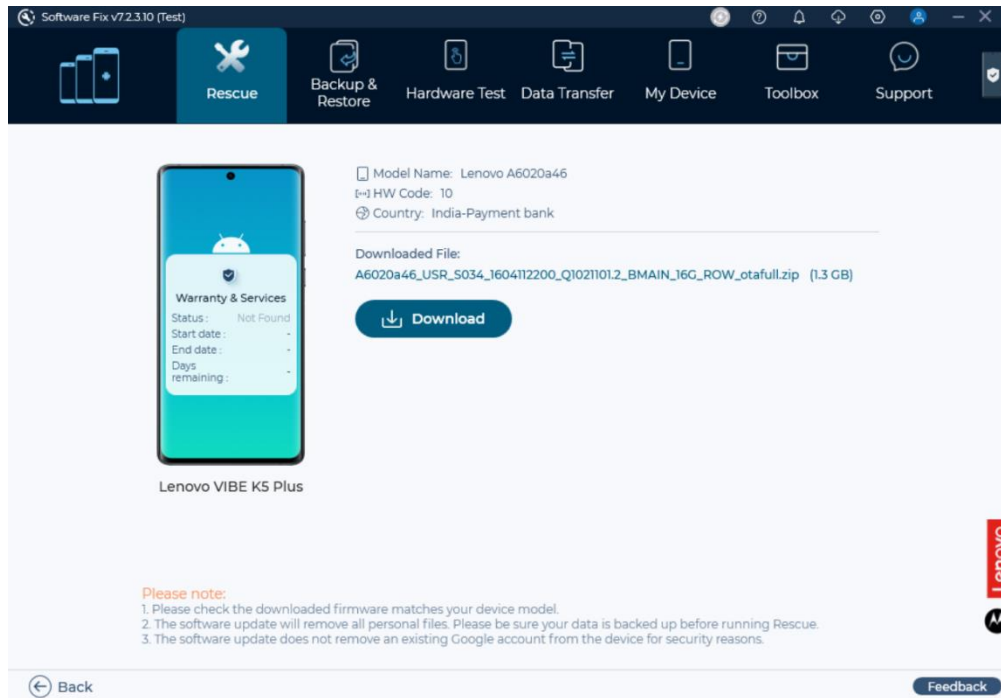 Software Fix v7.2.3.10 (Test)
Rescue
Backup &
Restore
Hardware Test
Data Transfer
My Device
Toolbox
Support
Model Name: Lenovo A6020a46
HW Code: 10
Country: India-Payment bank
Downloaded File:
A6020a46_USR_S034_1604112200_Q1021101.2_BMAIN_16G_ROW_otafull.zip (1.3 GB)
Download
Warranty & Services
Status : Not Found
Start date : -
End date : -
Days
remaining : -
Lenovo VIBE K5 Plus
Lenovo
Please note:
1. Please check the downloaded firmware matches your device model.
2. The software update will remove all personal files. Please be sure your data is backed up before running Rescue.
3. The software update does not remove an existing Google account from the device for security reasons.
Back
Feedback